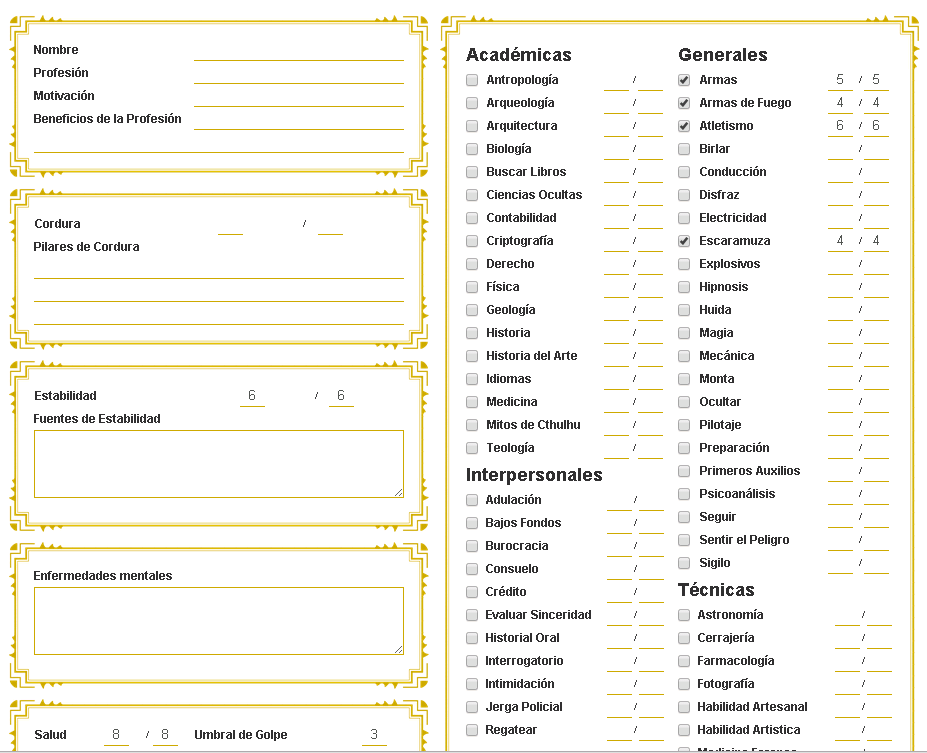 Nombre
Profesión
Motivación
Beneficios de la Profesión
Cordura /
Pilares de Cordura
Estabilidad 6 / 6
Fuentes de Estabilidad
Enfermedades mentales
Salud 8 / 8 Umbral de Golpe 3
Académicas
Antropología /
Arqueología /
Arquitectura /
Biología /
Buscar Libros /
Ciencias Ocultas /
Contabilidad /
Criptografía /
Derecho /
Física /
Geología /
Historia /
Historia del Arte /
Idiomas /
Medicina /
Mitos de Cthulhu /
Teología /
Interpersonales
Adulación /
Bajos Fondos /
Burocracia /
Consuelo /
Crédito /
Evaluar Sinceridad /
Historial Oral /
Interrogatorio /
Intimidación /
Jerga Policial /
Regatear /
Generales
Armas 5 / 5
Armas de Fuego 4 / 4
Atletismo 6 / 6
Birlar /
Conducción /
Disfraz /
Electricidad /
Escaramuza 4 / 4
Explosivos /
Hipnosis /
Huida /
Magia /
Mecánica /
Monta /
Ocultar /
Pilotaje /
Preparación /
Primeros Auxilios /
Psicoanálisis /
Seguir /
Sentir el Peligro /
Sigilo /
Técnicas
Astronomía /
Cerrajería /
Farmacología /
Fotografía /
Habilidad Artesanal /
Habilidad Artistica /